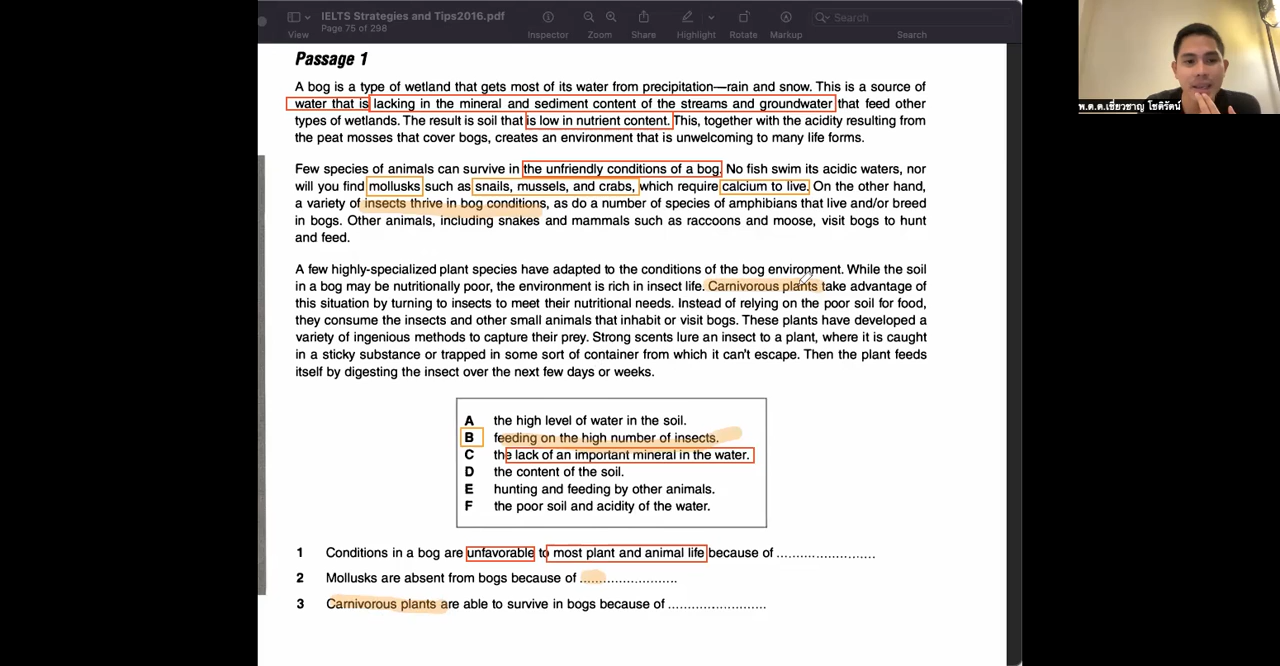 IELTS Strategies and Tips2016.pdf
Page 75 of 298
View
Inspector
Zoom
Share
Highlight
Rotate
Markup
Search
Search
พ.ต.ต.เชี่ยวชาญ โชติรัตน์
Passage 1
A bog is a type of wetland that gets most of its water from precipitation—rain and snow. This is a source of
water that is lacking in the mineral and sediment content of the streams and groundwater that feed other
types of wetlands. The result is soil that is low in nutrient content. This, together with the acidity resulting from
the peat mosses that cover bogs, creates an environment that is unwelcoming to many life forms.
Few species of animals can survive in the unfriendly conditions of a bog. No fish swim its acidic waters, nor
will you find mollusks such as snails, mussels, and crabs, which require calcium to live. On the other hand,
a variety of insects thrive in bog conditions, as do a number of species of amphibians that live and/or breed
in bogs. Other animals, including snakes and mammals such as raccoons and moose, visit bogs to hunt
and feed.
A few highly-specialized plant species have adapted to the conditions of the bog environment. While the soil
in a bog may be nutritionally poor, the environment is rich in insect life. Carnivorous plants take advantage of
this situation by turning to insects to meet their nutritional needs. Instead of relying on the poor soil for food,
they consume the insects and other small animals that inhabit or visit bogs. These plants have developed a
variety of ingenious methods to capture their prey. Strong scents lure an insect to a plant, where it is caught
in a sticky substance or trapped in some sort of container from which it can't escape. Then the plant feeds
itself by digesting the insect over the next few days or weeks.
A the high level of water in the soil.
B feeding on the high number of insects.
C the lack of an important mineral in the water.
D the content of the soil.
E hunting and feeding by other animals.
F the poor soil and acidity of the water.
1 Conditions in a bog are unfavorable to most plant and animal life because of ........................
2 Mollusks are absent from bogs because of ........................
3 Carnivorous plants are able to survive in bogs because of ........................